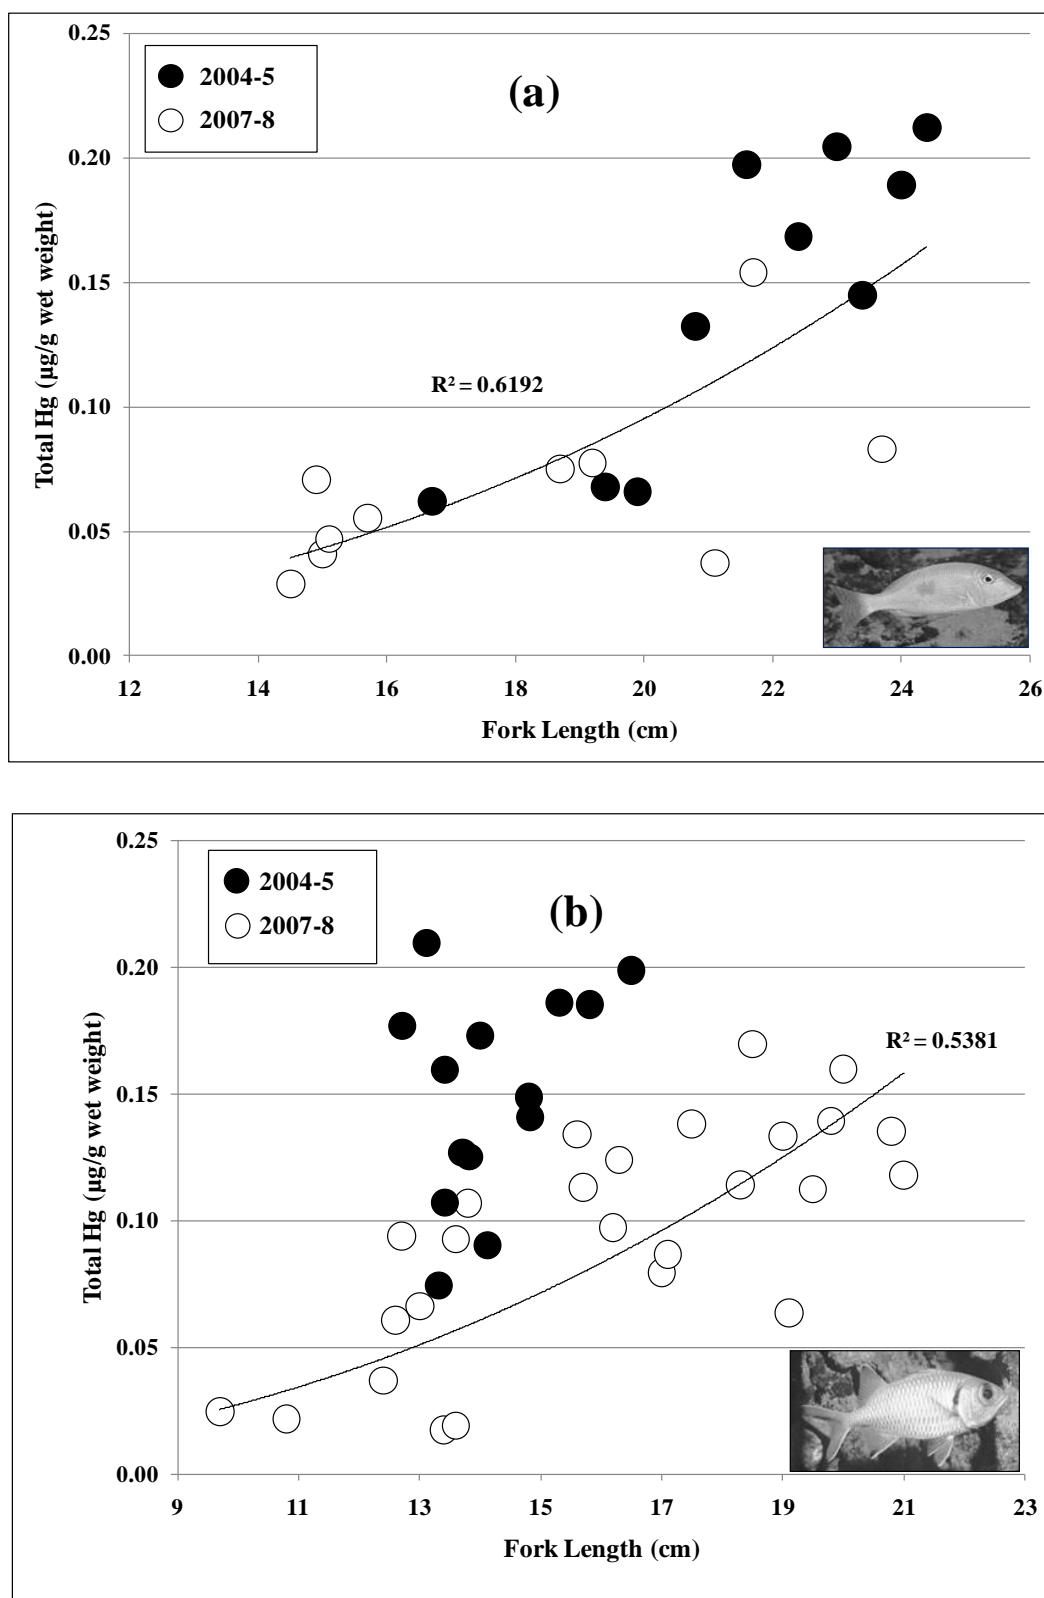 0.25
0.20
0.15
0.10
0.05
0.00
Total Hg (µg/g wet weight)
2004-5
2007-8
(a)
R² = 0.6192
12 14 16 18 20 22 24 26
Fork Length (cm)
0.25
0.20
0.15
0.10
0.05
0.00
Total Hg (µg/g wet weight)
2004-5
2007-8
(b)
R² = 0.5381
9 11 13 15 17 19 21 23
Fork Length (cm)